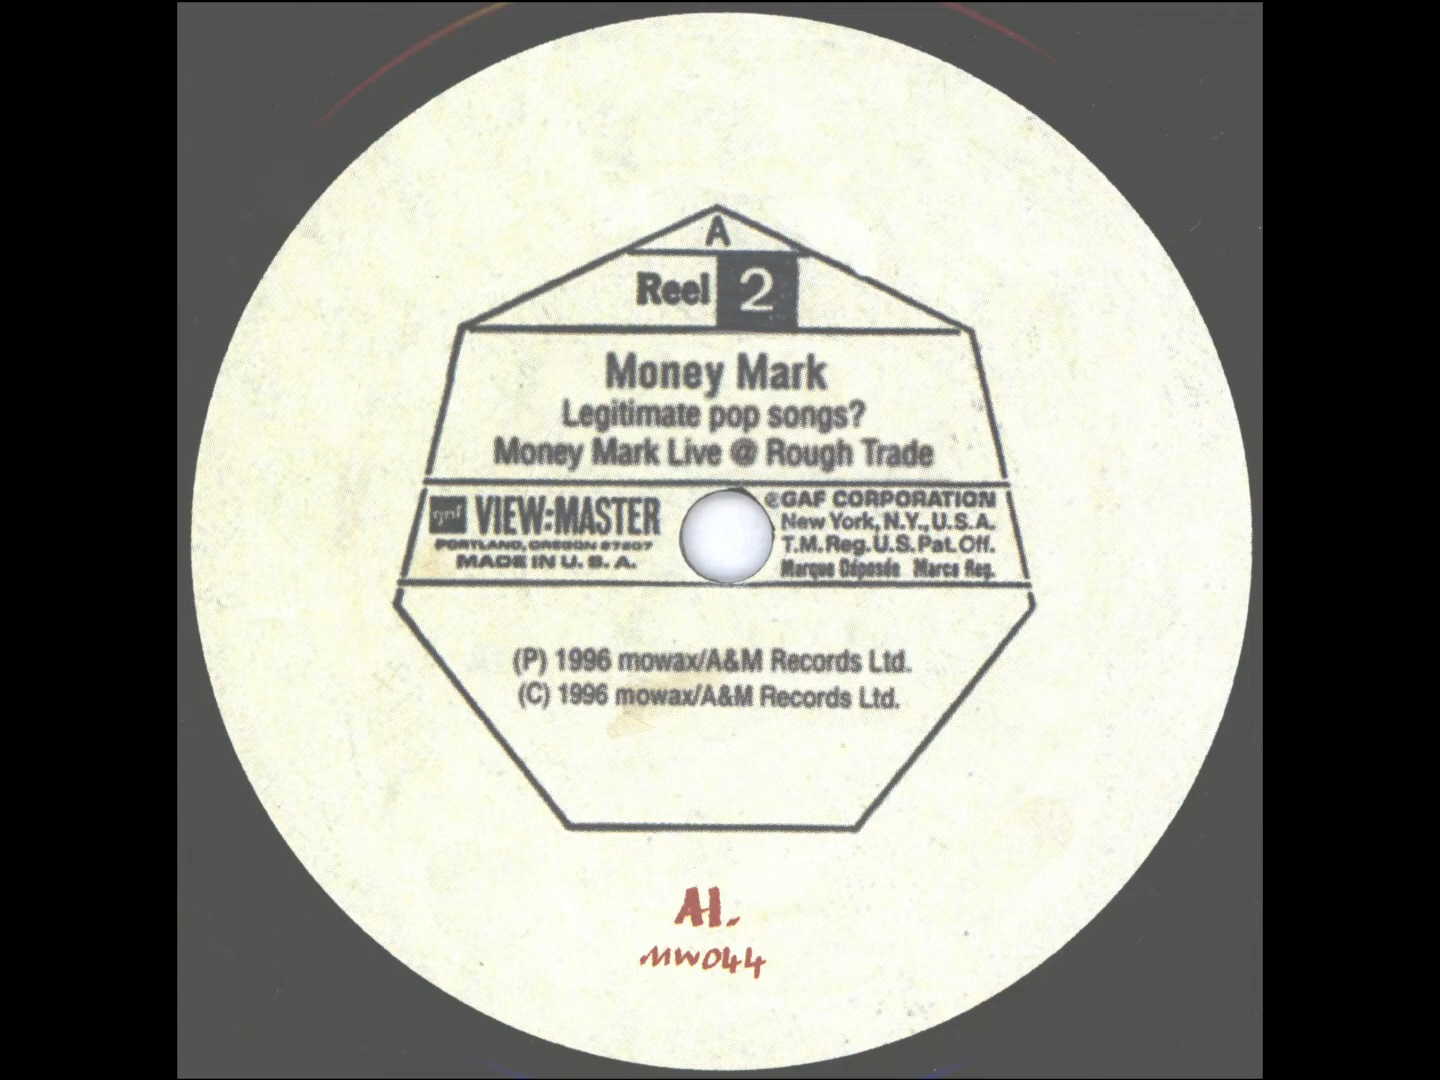 A
Reel 2
Money Mark
Legitimate pop songs?
Money Mark Live @ Rough Trade
gaf VIEW:MASTER
PORTLAND, OREGON 97207
MADE IN U. S. A.
©GAF CORPORATION
New York, N.Y., U.S.A.
T.M. Reg. U.S. Pat. Off.
Marque Déposée Marca Reg.
(P) 1996 mowax/A&M Records Ltd.
(C) 1996 mowax/A&M Records Ltd.
A1.
MW044